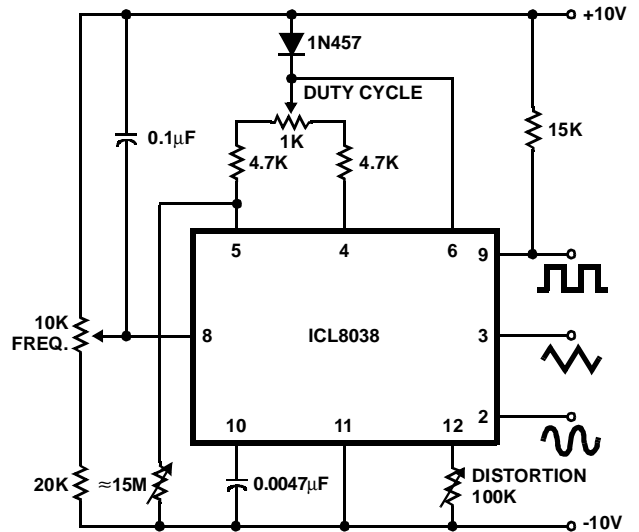 +10V
1N457
DUTY CYCLE
0.1μF
1K
15K
4.7K
4.7K
5
4
6
9
10K
FREQ.
8
ICL8038
3
2
10
11
12
20K
≈15M
0.0047μF
DISTORTION
100K
-10V